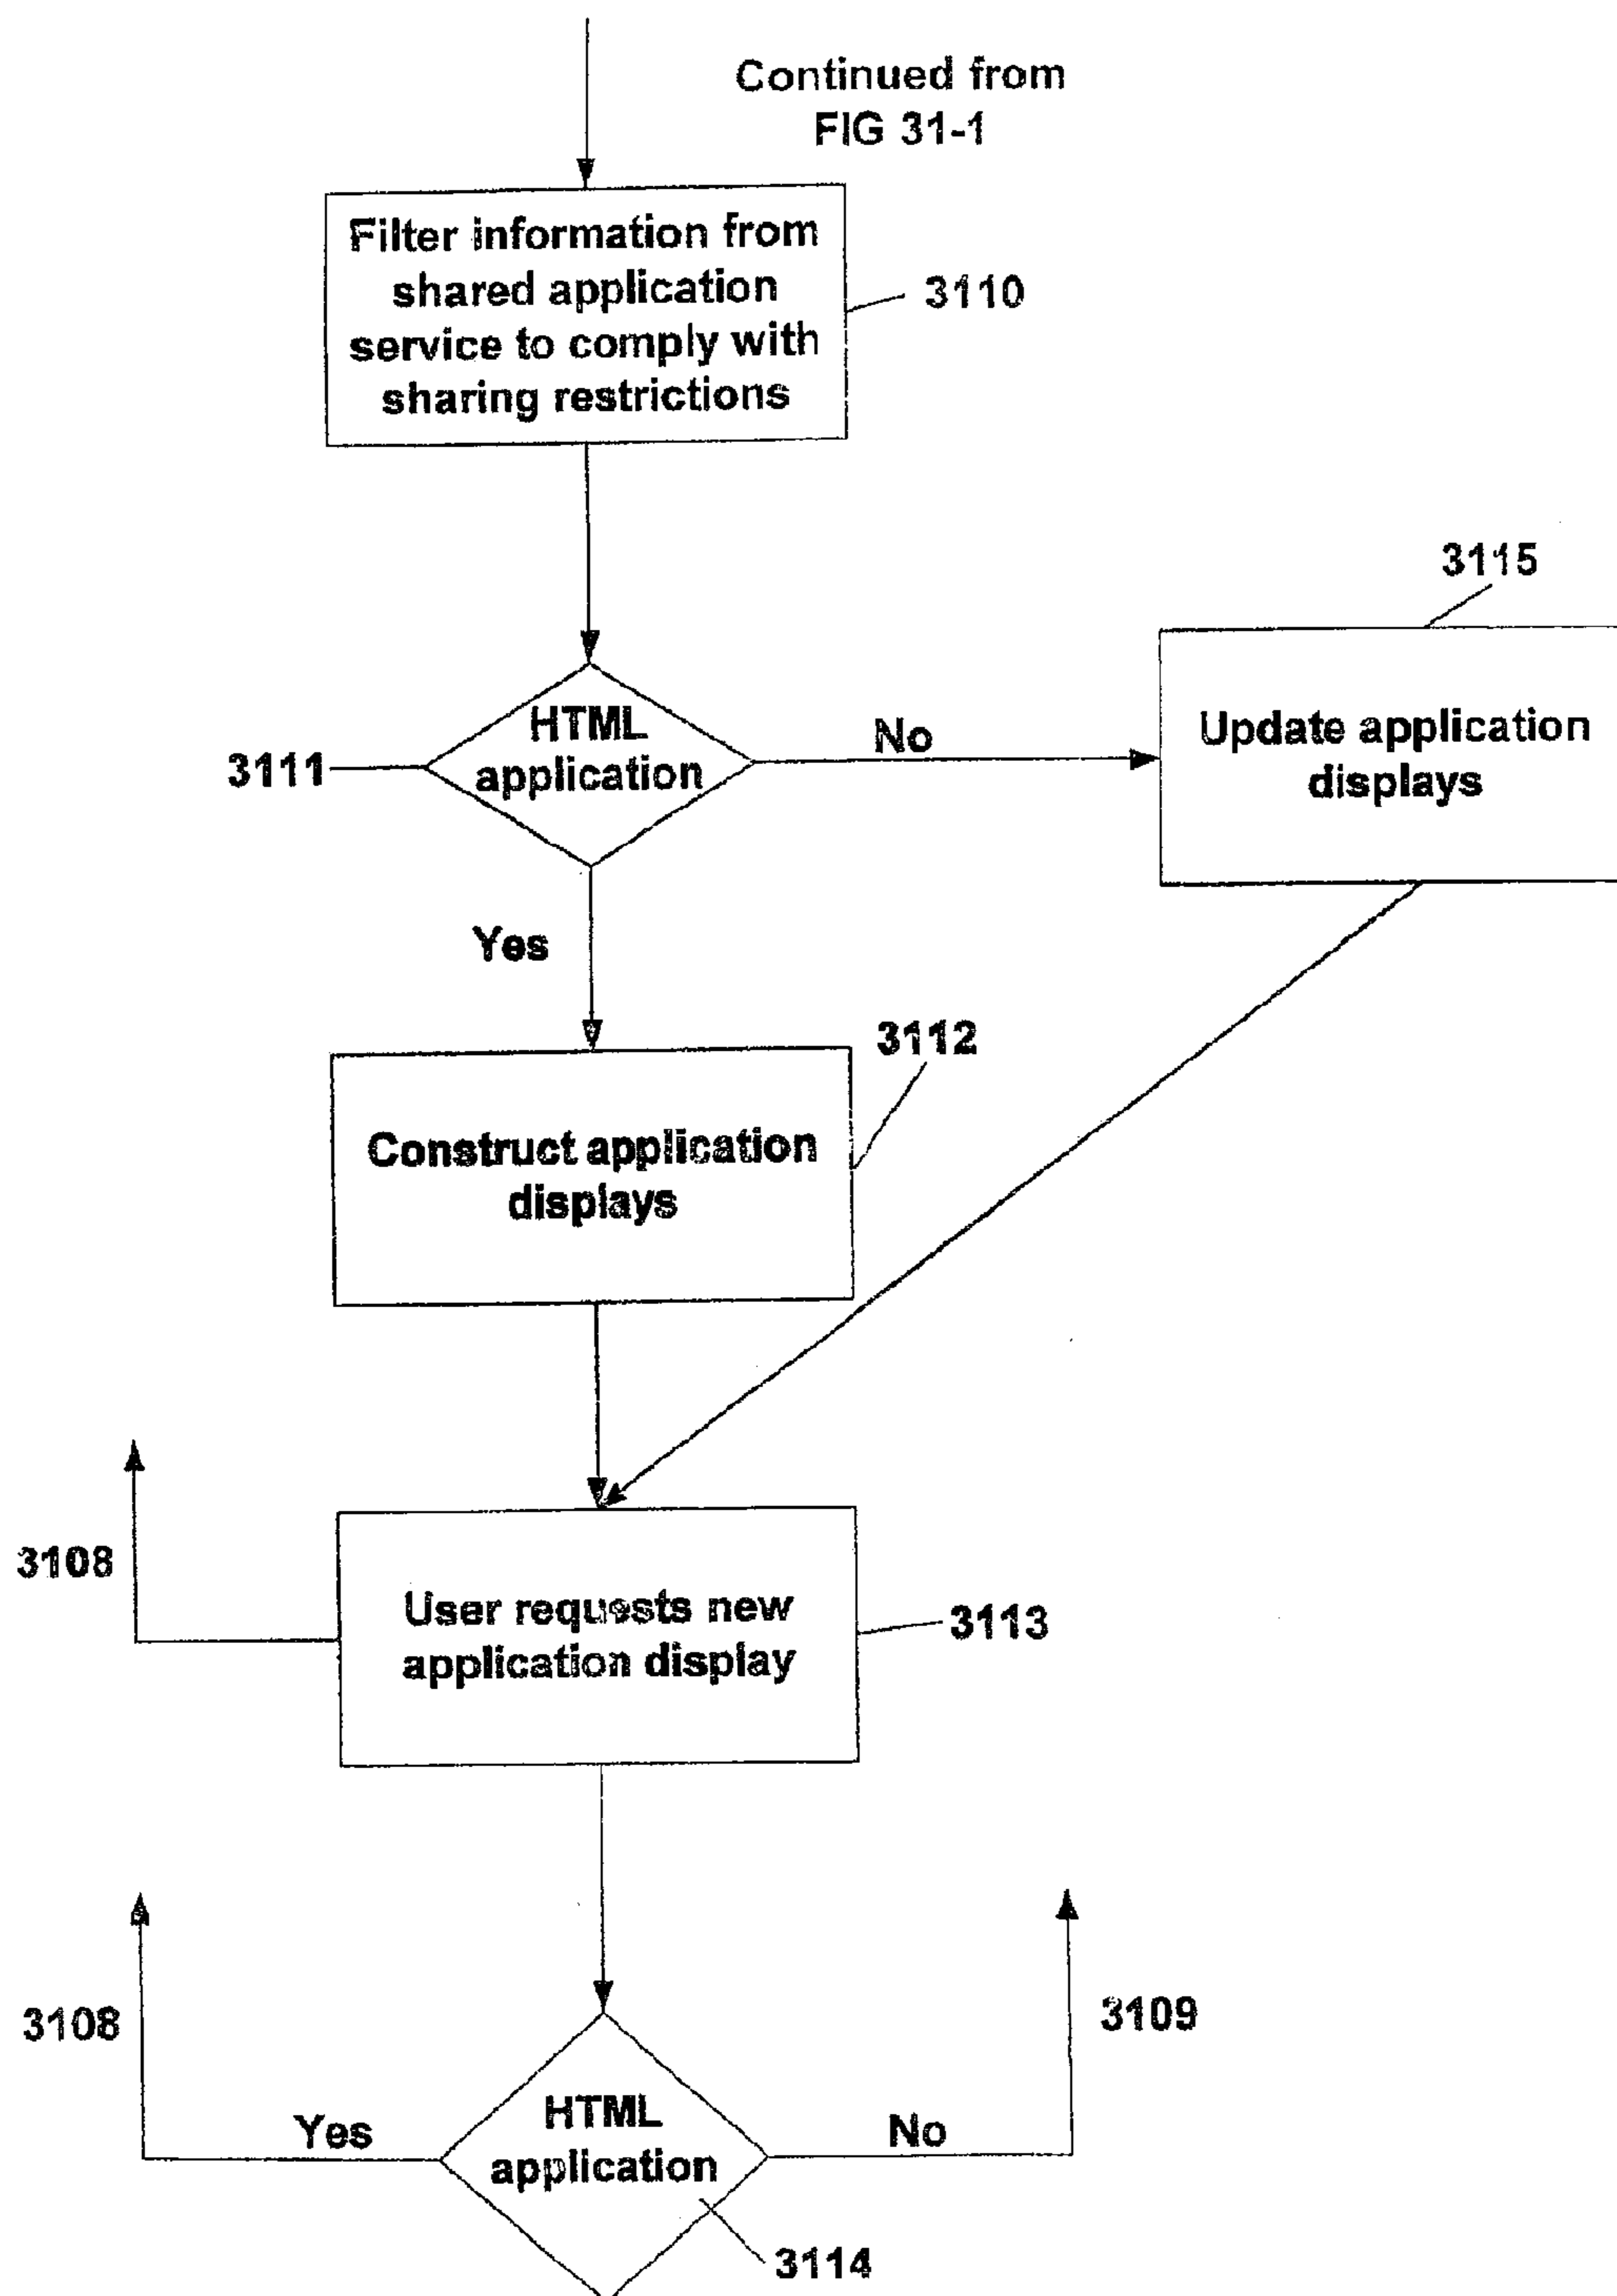 Continued from
FIG 31-1
Filter information from
shared application
service to comply with
sharing restrictions
3110
3115
HTML
application
3111
No
Update application
displays
Yes
3112
Construct application
displays
3108
User requests new
application display
3113
3108
3109
Yes
HTML
application
No
3114